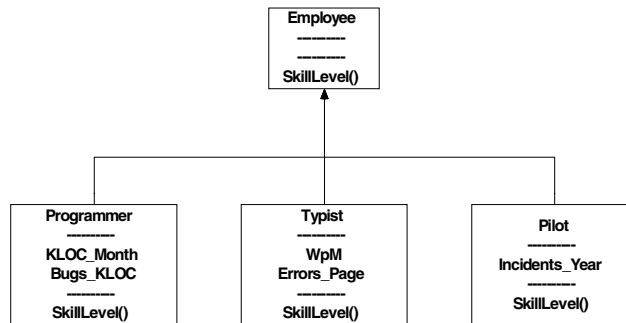 Employee
----------
----------
SkillLevel()
Programmer
----------
KLOC_Month
Bugs_KLOC
----------
SkillLevel()
Typist
----------
WpM
Errors_Page
----------
SkillLevel()
Pilot
----------
Incidents_Year
----------
SkillLevel()